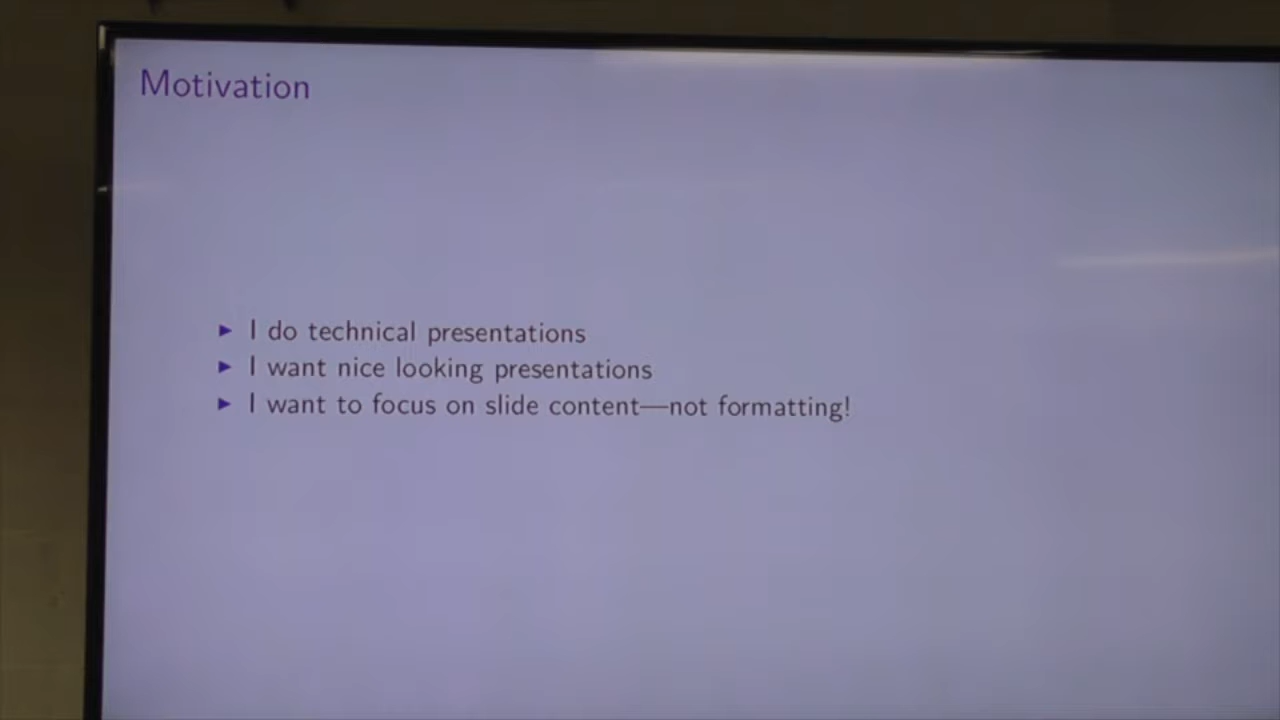 Motivation
▶ I do technical presentations
▶ I want nice looking presentations
▶ I want to focus on slide content—not formatting!